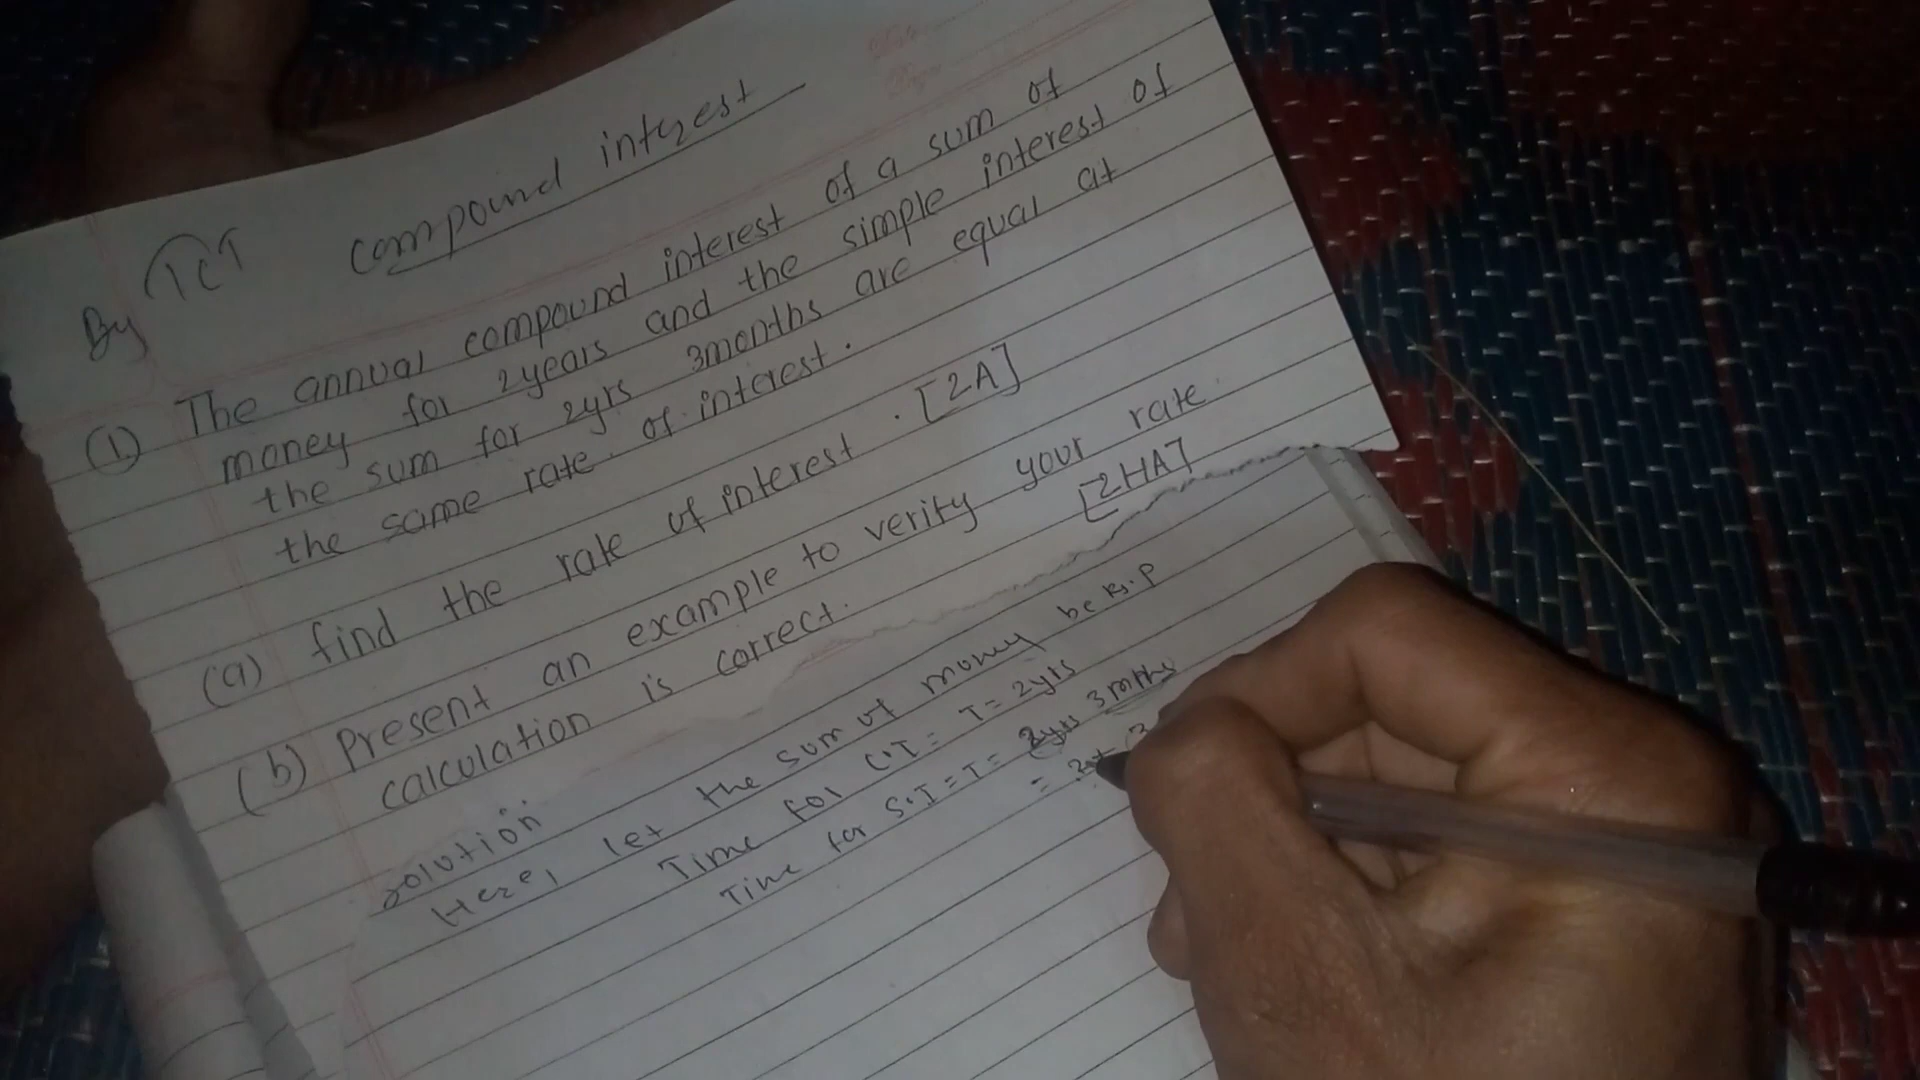 By TCT compound interest
(1) The annual compound interest of a sum of
money for 2years and the simple interest of
the sum for 2yrs 3months are equal at
the same rate of interest.
(a) find the rate of interest. [2A]
(b) Present an example to verify your rate
calculation is correct. [2HA]
solution
Here, let the sum of money be Rs. P
Time for C.I = T = 2yrs
Time for S.I = T = 2yrs 3mths
=